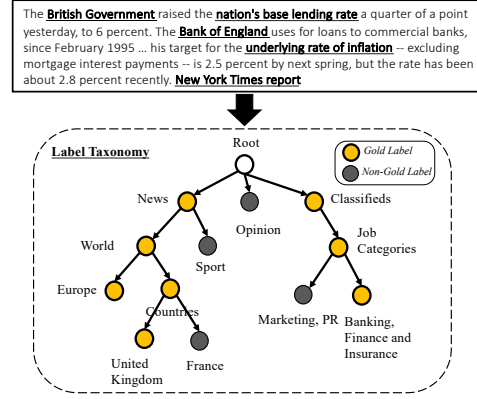 The British Government raised the nation's base lending rate a quarter of a point
yesterday, to 6 percent. The Bank of England uses for loans to commercial banks,
since February 1995 ... his target for the underlying rate of inflation -- excluding
mortgage interest payments -- is 2.5 percent by next spring, but the rate has been
about 2.8 percent recently. New York Times report
Root
Label Taxonomy
Gold Label
Non-Gold Label
News
Opinion
Classifieds
World
Sport
Job
Categories
Europe
Countries
Marketing, PR
Banking,
Finance and
Insurance
United
Kingdom
France